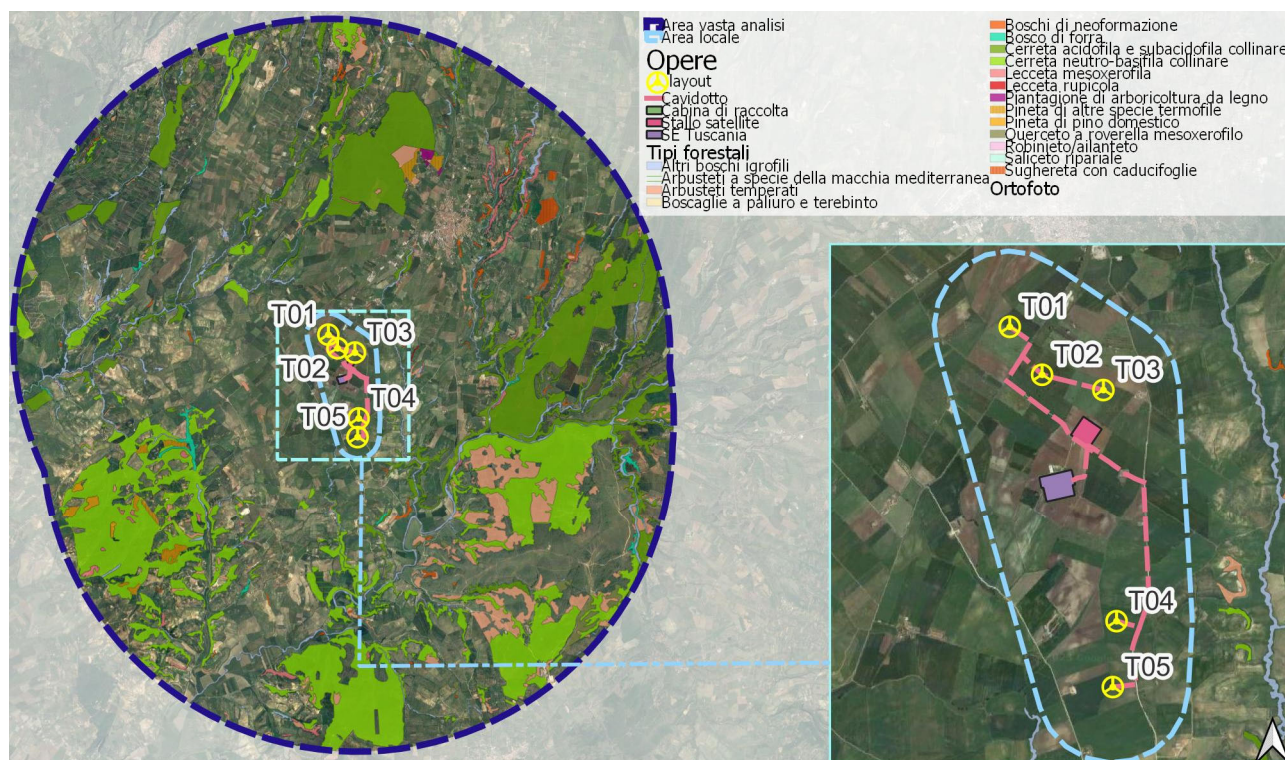 Area vasta analisi
Area locale
Opere
layout
Cavidotto
Cabina di raccolta
Stallo satellite
SE Tuscania
Tipi forestali
Altri boschi igrofili
Arbusteti a specie della macchia mediterranea
Arbusteti temperati
Boscaglie a paliuro e terebinto
Boschi di neoformazione
Bosco di forra
Cerreta acidofila e subacidofila collinare
Cerreta neutro-basifila collinare
Lecceta mesoxerofila
Lecceta rupicola
Piantagione di arboricoltura da legno
Pineta di altre specie termofile
Pineta di pino domestico
Querceto a roverella mesoxerofilo
Robinieto/ailanteto
Saliceto ripariale
Sughereta con caducifoglie
Ortofoto
T01
T03
T02
T04
T05
T01
T02
T03
T04
T05